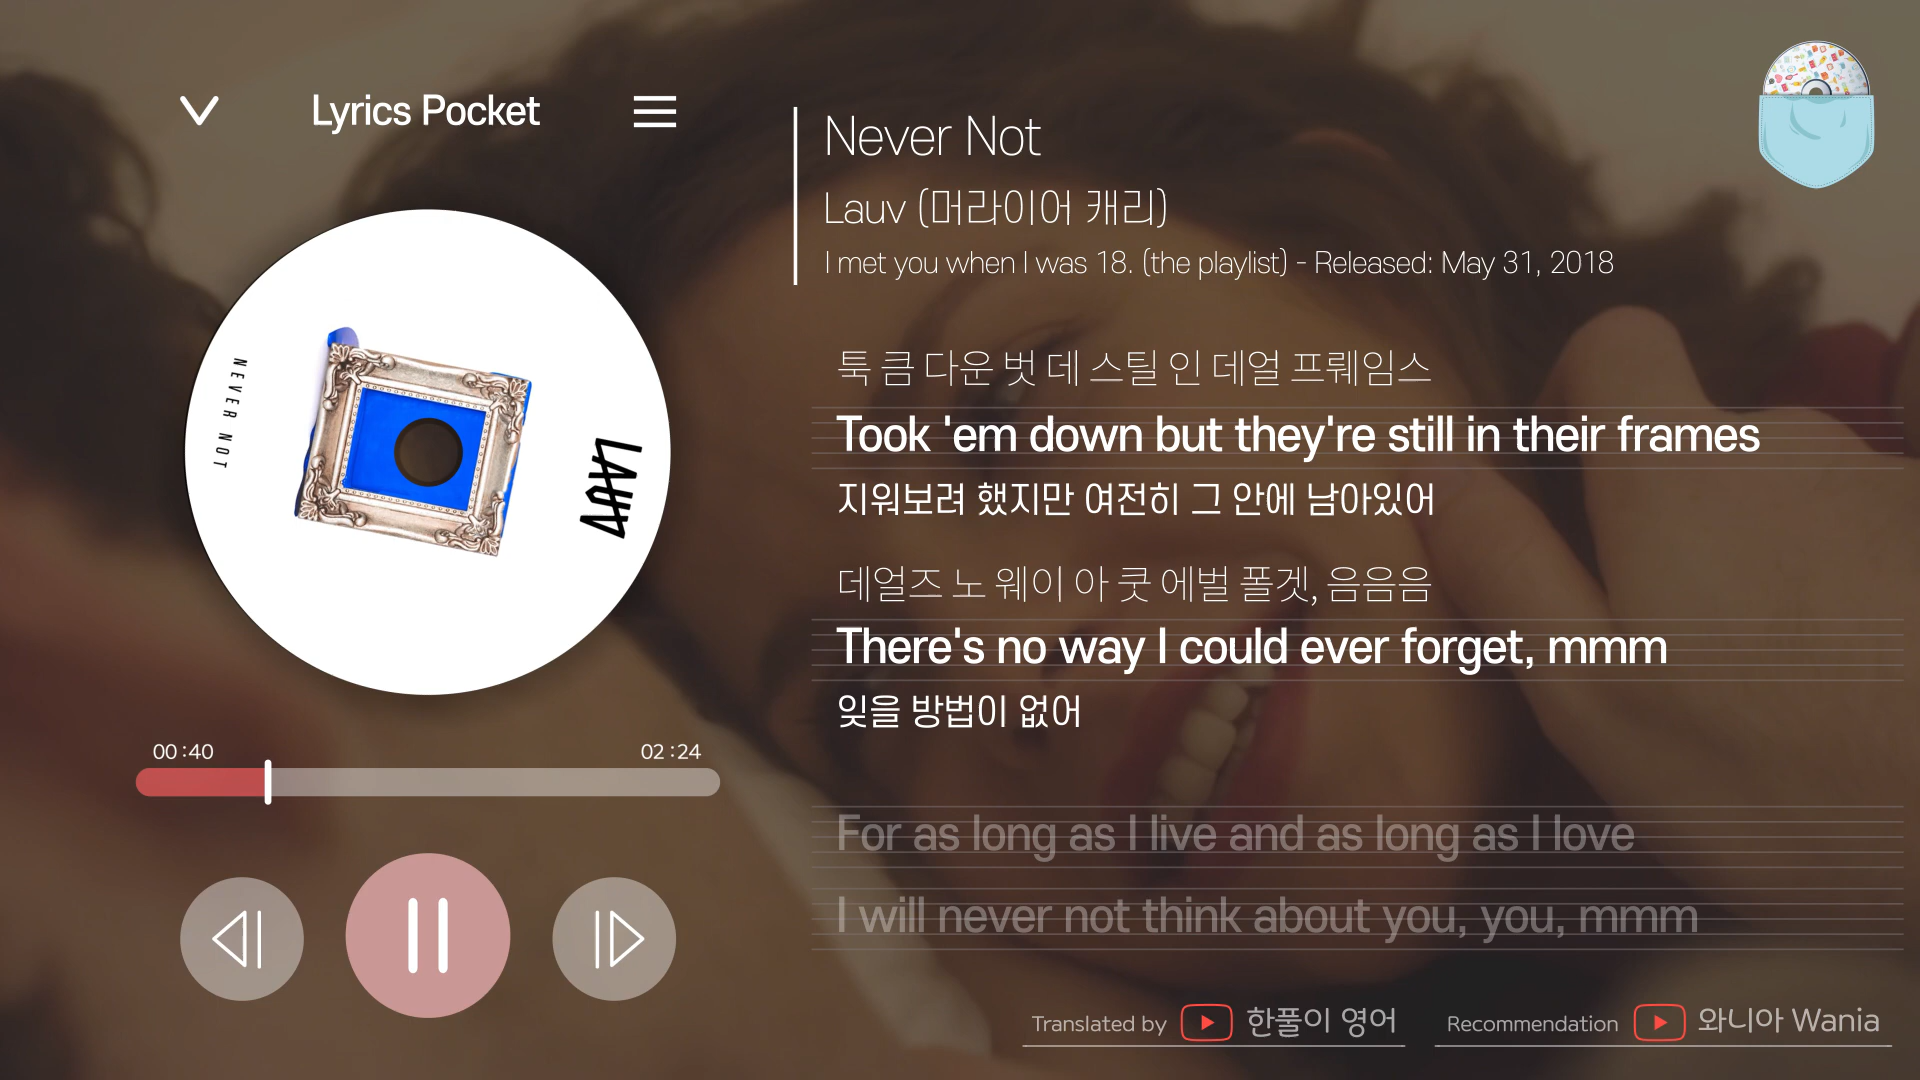 Lyrics Pocket
NEVER NOT
LAUV
00:40
02:24
Never Not
Lauv (머라이어 캐리)
I met you when I was 18. (the playlist) - Released: May 31, 2018
툭 큼 다운 벗 데 스틸 인 데얼 프뤠임스
Took 'em down but they're still in their frames
지워보려 했지만 여전히 그 안에 남아있어
데얼즈 노 웨이 아 쿳 에벌 폴겟, 음음음
There's no way I could ever forget, mmm
잊을 방법이 없어
For as long as I live and as long as I love
I will never not think about you, you, mmm
Translated by 한풀이 영어
Recommendation 와니아 Wania